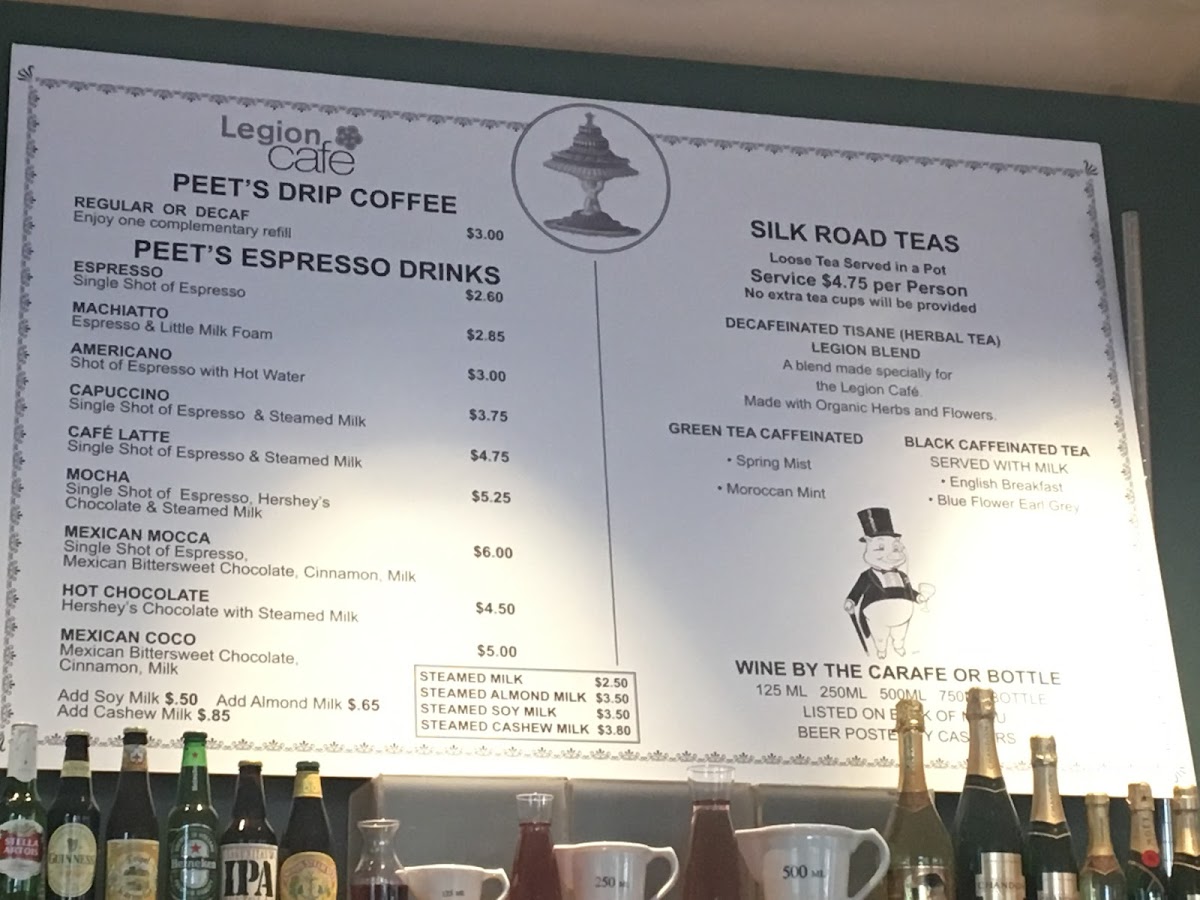 Legion
cafe
PEET'S DRIP COFFEE
REGULAR OR DECAF
Enjoy one complementary refill $3.00
PEET'S ESPRESSO DRINKS
ESPRESSO
Single Shot of Espresso $2.60
MACHIATTO
Espresso & Little Milk Foam $2.85
AMERICANO
Shot of Espresso with Hot Water $3.00
CAPUCCINO
Single Shot of Espresso & Steamed Milk $3.75
CAFÉ LATTE
Single Shot of Espresso & Steamed Milk $4.75
MOCHA
Single Shot of Espresso, Hershey's $5.25
Chocolate & Steamed Milk
MEXICAN MOCCA
Single Shot of Espresso, $6.00
Mexican Bittersweet Chocolate, Cinnamon, Milk
HOT CHOCOLATE
Hershey's Chocolate with Steamed Milk $4.50
MEXICAN COCO
Mexican Bittersweet Chocolate, $5.00
Cinnamon, Milk
Add Soy Milk $.50 Add Almond Milk $.65
Add Cashew Milk $.85
STEAMED MILK $2.50
STEAMED ALMOND MILK $3.50
STEAMED SOY MILK $3.50
STEAMED CASHEW MILK $3.80
SILK ROAD TEAS
Loose Tea Served in a Pot
Service $4.75 per Person
No extra tea cups will be provided
DECAFEINATED TISANE (HERBAL TEA)
LEGION BLEND
A blend made specially for
the Legion Café.
Made with Organic Herbs and Flowers.
GREEN TEA CAFFEINATED
• Spring Mist
• Moroccan Mint
BLACK CAFFEINATED TEA
SERVED WITH MILK
• English Breakfast
• Blue Flower Earl Grey
WINE BY THE CARAFE OR BOTTLE
125 ML 250ML 500ML BOTTLE
LISTED ON OF
BEER
STELLA
ARTOIS
GUINNESS
Heineken
IPA
125 ML
250 ML
500 ML
CHANDON